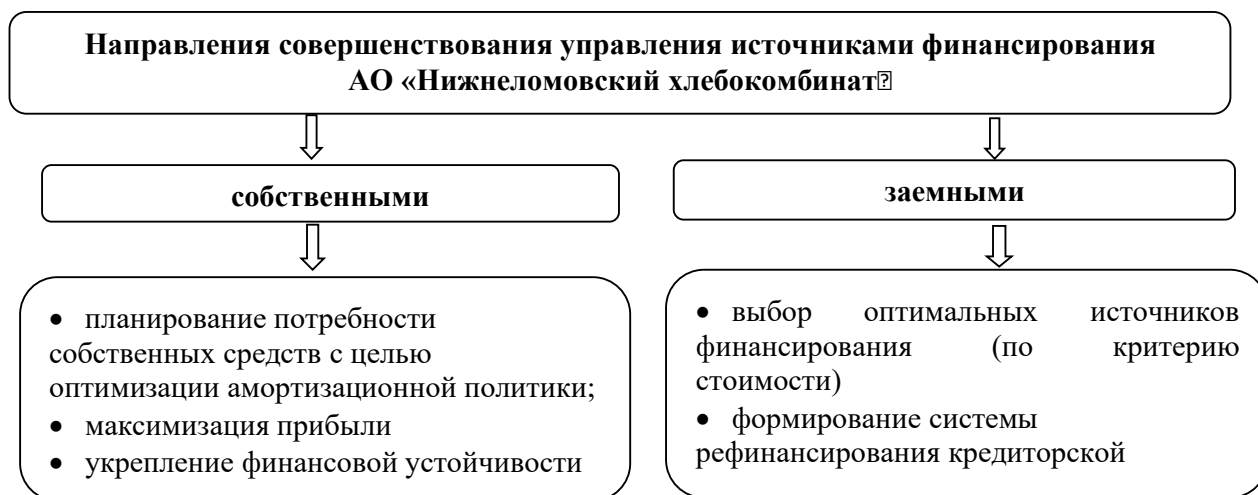 Направления совершенствования управления источниками финансирования
АО «Нижнеломовский хлебокомбинат
собственными
заемными
• планирование потребности
собственных средств с целью
оптимизации амортизационной политики;
• максимизация прибыли
• укрепление финансовой устойчивости
• выбор оптимальных источников
финансирования (по критерию
стоимости)
• формирование системы
рефинансирования кредиторской